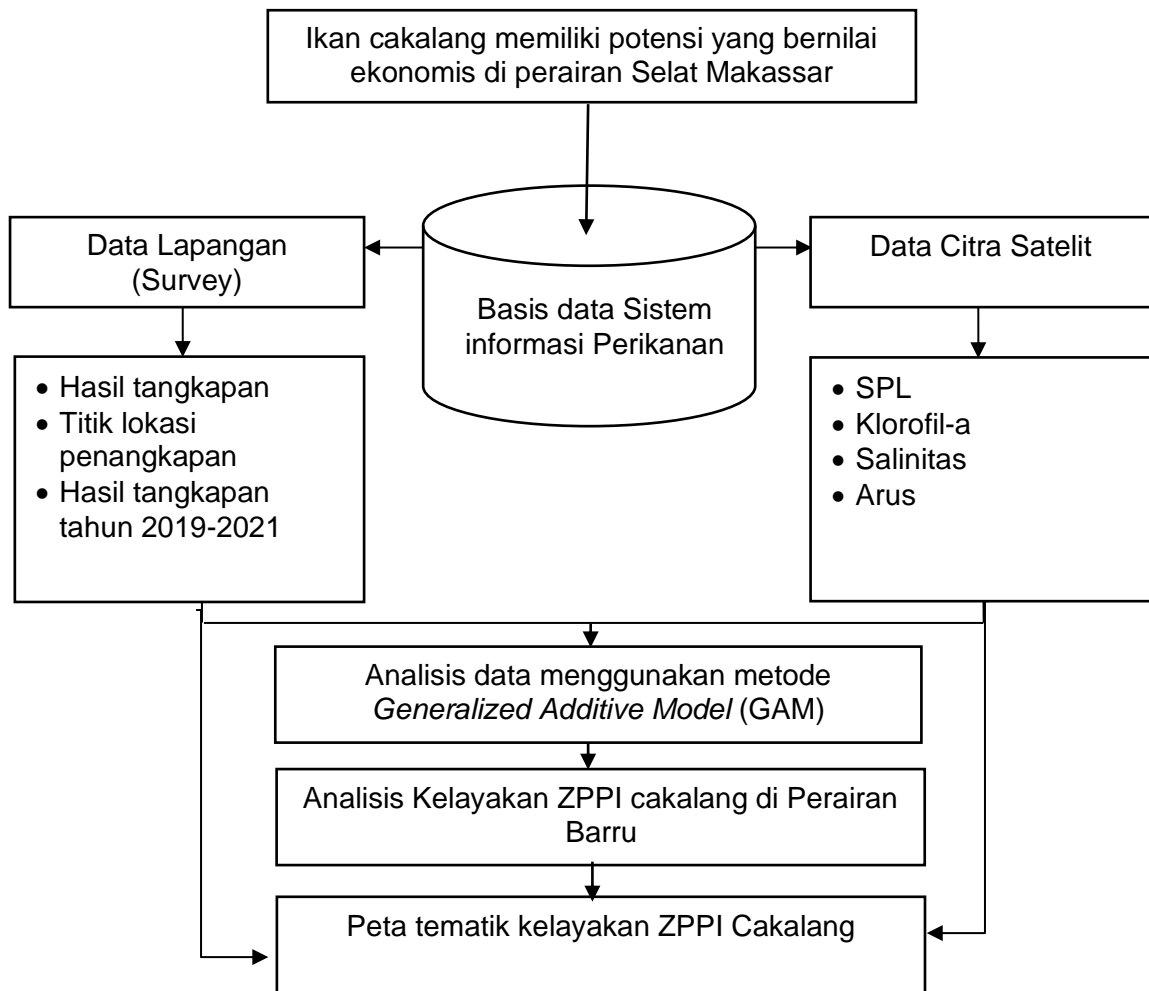 Ikan cakalang memiliki potensi yang bernilai
ekonomis di perairan Selat Makassar
Data Lapangan
(Survey)
Basis data Sistem
informasi Perikanan
Data Citra Satelit
• Hasil tangkapan
• Titik lokasi
penangkapan
• Hasil tangkapan
tahun 2019-2021
• SPL
• Klorofil-a
• Salinitas
• Arus
Analisis data menggunakan metode
Generalized Additive Model (GAM)
Analisis Kelayakan ZPPI cakalang di Perairan
Barru
Peta tematik kelayakan ZPPI Cakalang